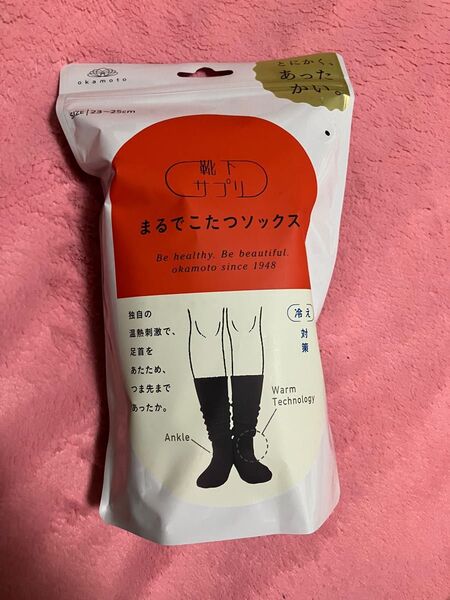 okamoto
とにかく、
あった
かい。
SIZE / 23~25cm
靴下
サプリ
まるでこたつソックス
Be healthy. Be beautiful.
okamoto since 1948
独自の
温熱刺激で、
足首を
あたため、
つま先まで
あったか。
冷え
対策
Warm
Technology
Ankle